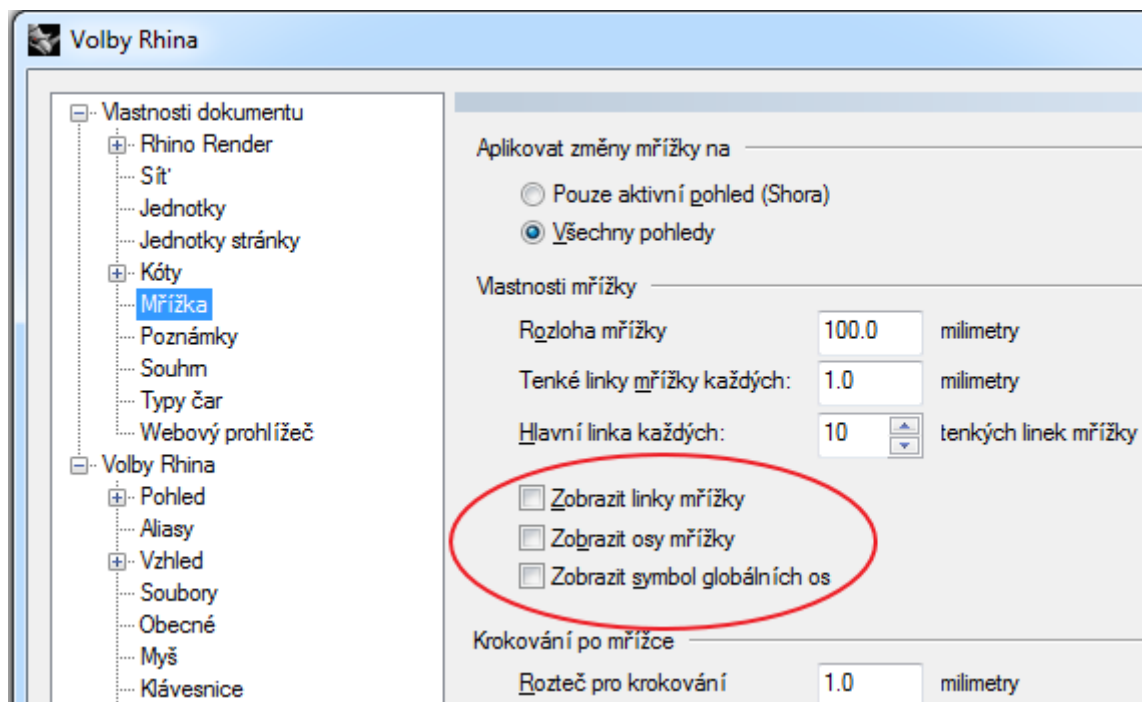 Volby Rhina
Vlastnosti dokumentu
Rhino Render
Síť
Jednotky
Jednotky stránky
Kóty
Mřížka
Poznámky
Souhrn
Typy čar
Webový prohlížeč
Volby Rhina
Pohled
Aliasy
Vzhled
Soubory
Obecné
Myš
Klávesnice
Aplikovat změny mřížky na
Pouze aktivní pohled (Shora)
Všechny pohledy
Vlastnosti mřížky
Rozloha mřížky 100.0 milimetry
Tenké linky mřížky každých: 1.0 milimetry
Hlavní linka každých: 10 tenkých linek mřížky
Zobrazit linky mřížky
Zobrazit osy mřížky
Zobrazit symbol globálních os
Krokování po mřížce
Rozteč pro krokování 1.0 milimetry